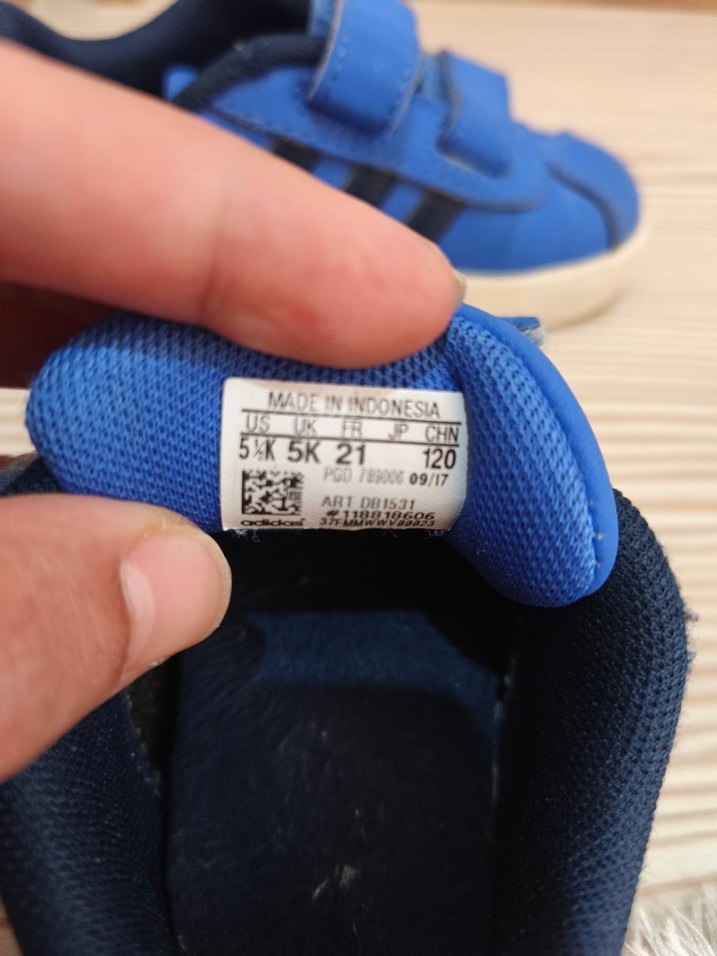 MADE IN INDONESIA
US UK FR JP CHN
5½K 5K 21 120
PGD 789006 09/17
ART DB1531
#118818606
adidas